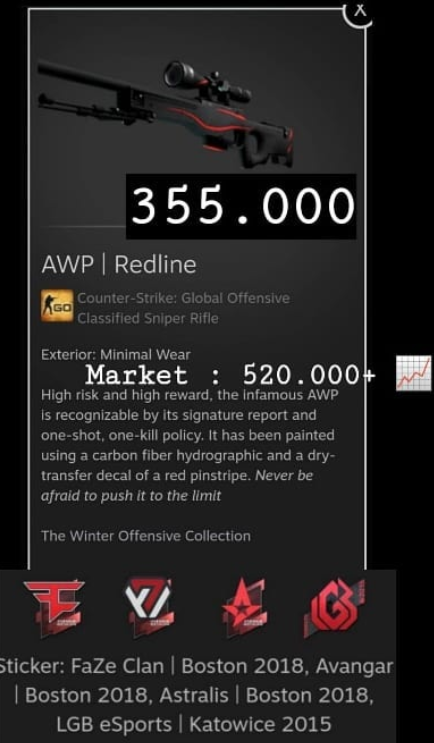 X
355.000
AWP | Redline
GO
Counter-Strike: Global Offensive
Classified Sniper Rifle
Exterior: Minimal Wear
Market : 520.000+
High risk and high reward, the infamous AWP
is recognizable by its signature report and
one-shot, one-kill policy. It has been painted
using a carbon fiber hydrographic and a dry-
transfer decal of a red pinstripe. Never be
afraid to push it to the limit
The Winter Offensive Collection
Sticker: FaZe Clan | Boston 2018, Avangar
| Boston 2018, Astralis | Boston 2018,
LGB eSports | Katowice 2015